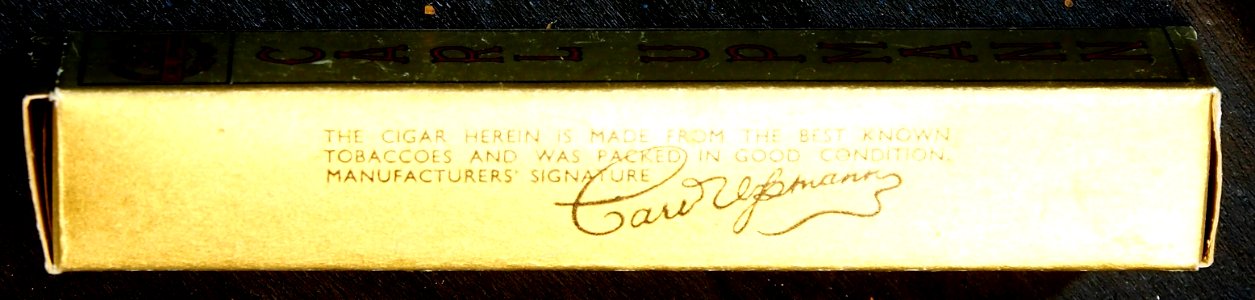 CARL UPMANN
THE CIGAR HEREIN IS MADE FROM THE BEST KNOWN
TOBACCOES AND WAS PACKED IN GOOD CONDITION.
MANUFACTURERS' SIGNATURE
Carl Upmann